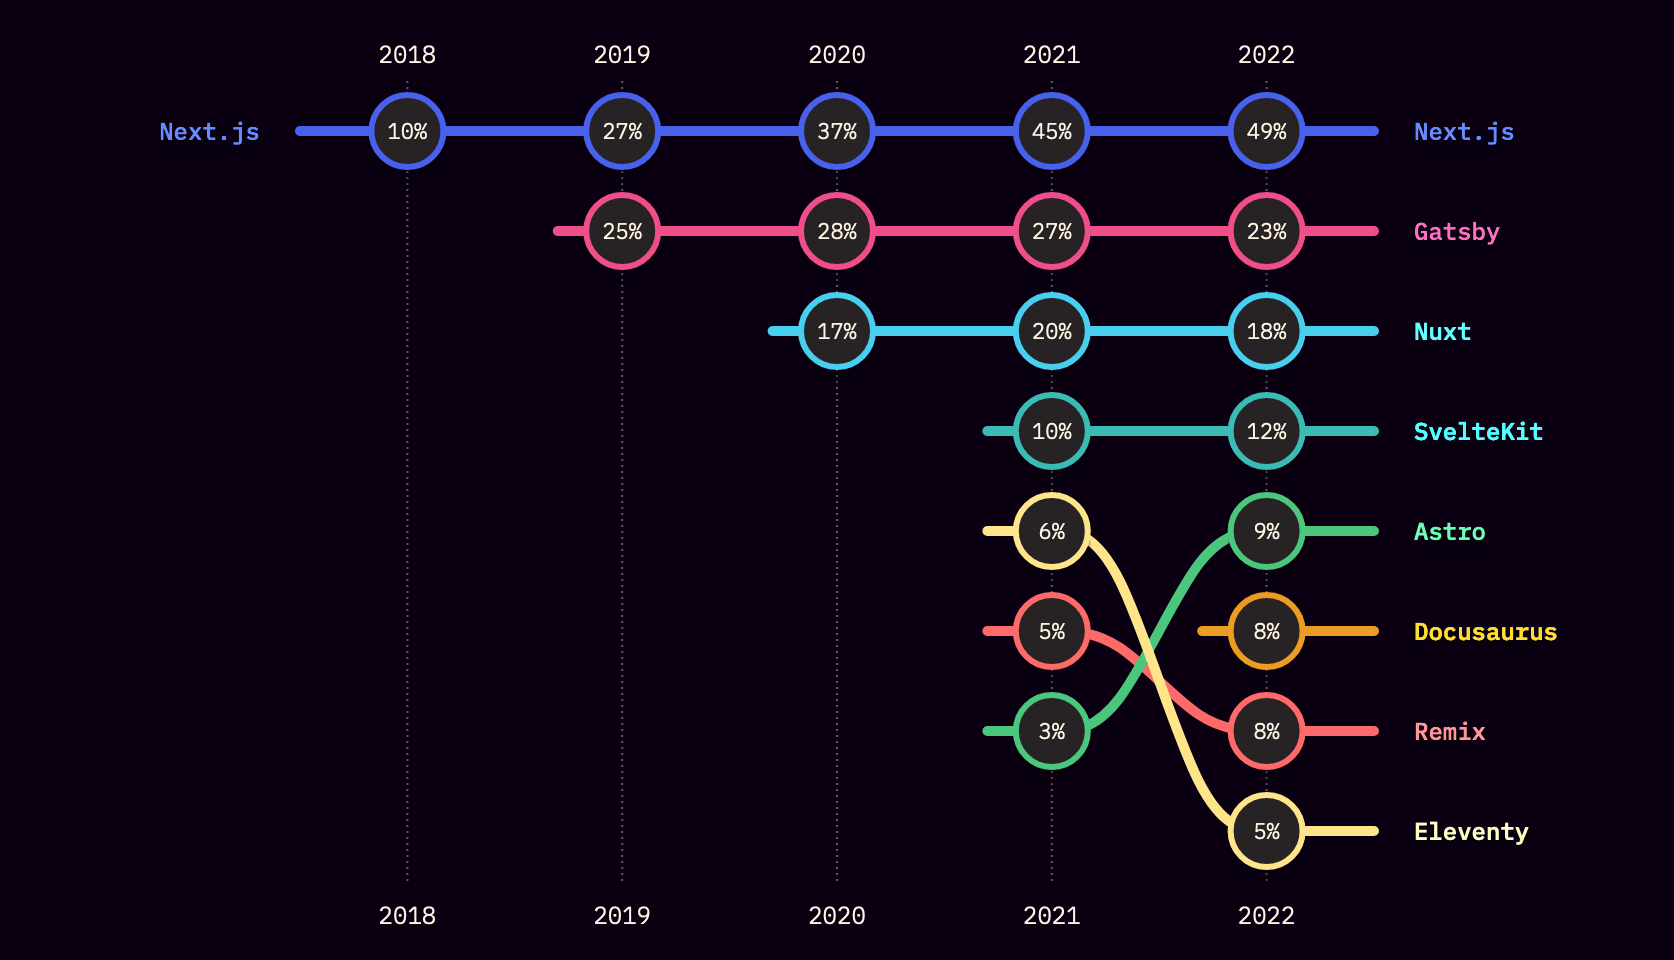 2018 2019 2020 2021 2022
Next.js 10% 27% 37% 45% 49% Next.js
25% 28% 27% 23% Gatsby
17% 20% 18% Nuxt
10% 12% SvelteKit
6% 9% Astro
5% 8% Docusaurus
3% 8% Remix
5% Eleventy
2018 2019 2020 2021 2022